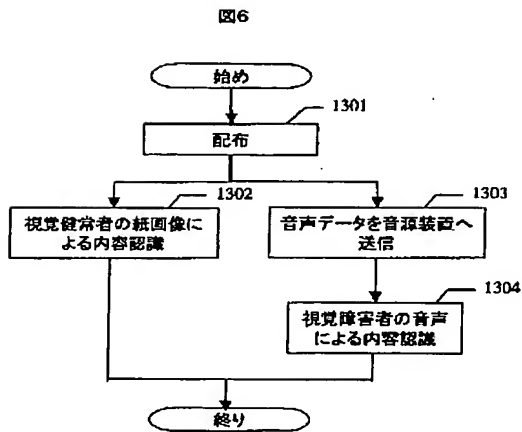 図6
始め
1301
配布
1302
視覚健常者の紙画像に
よる内容認識
1303
音声データを音源装置へ
送信
1304
視覚障害者の音声
による内容認識
終り